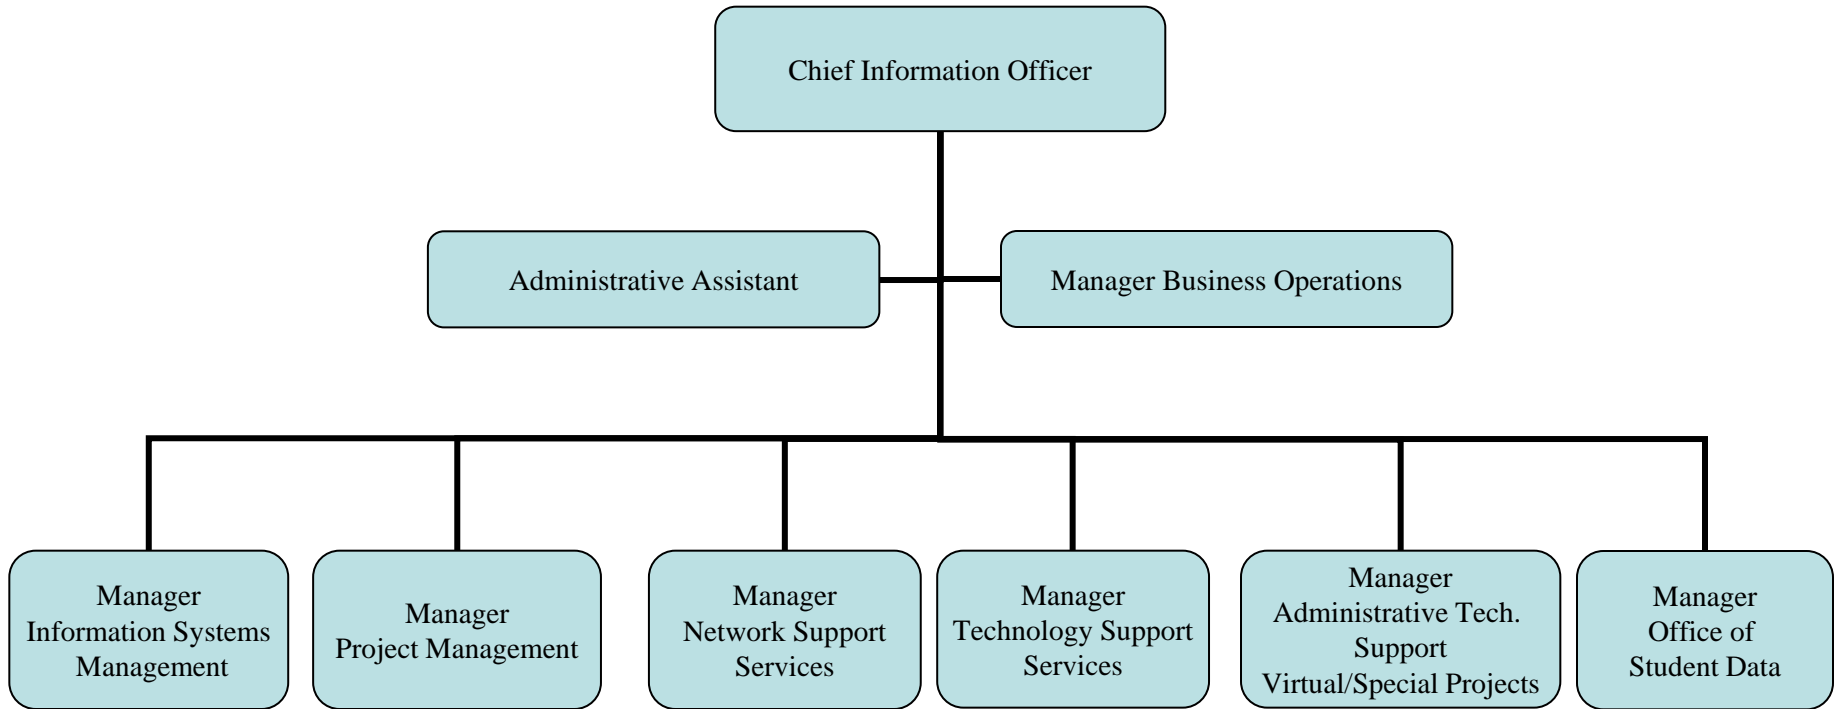 Chief Information Officer
Administrative Assistant
Manager Business Operations
Manager
Information Systems
Management
Manager
Project Management
Manager
Network Support
Services
Manager
Technology Support
Services
Manager
Administrative Tech.
Support
Virtual/Special Projects
Manager
Office of
Student Data